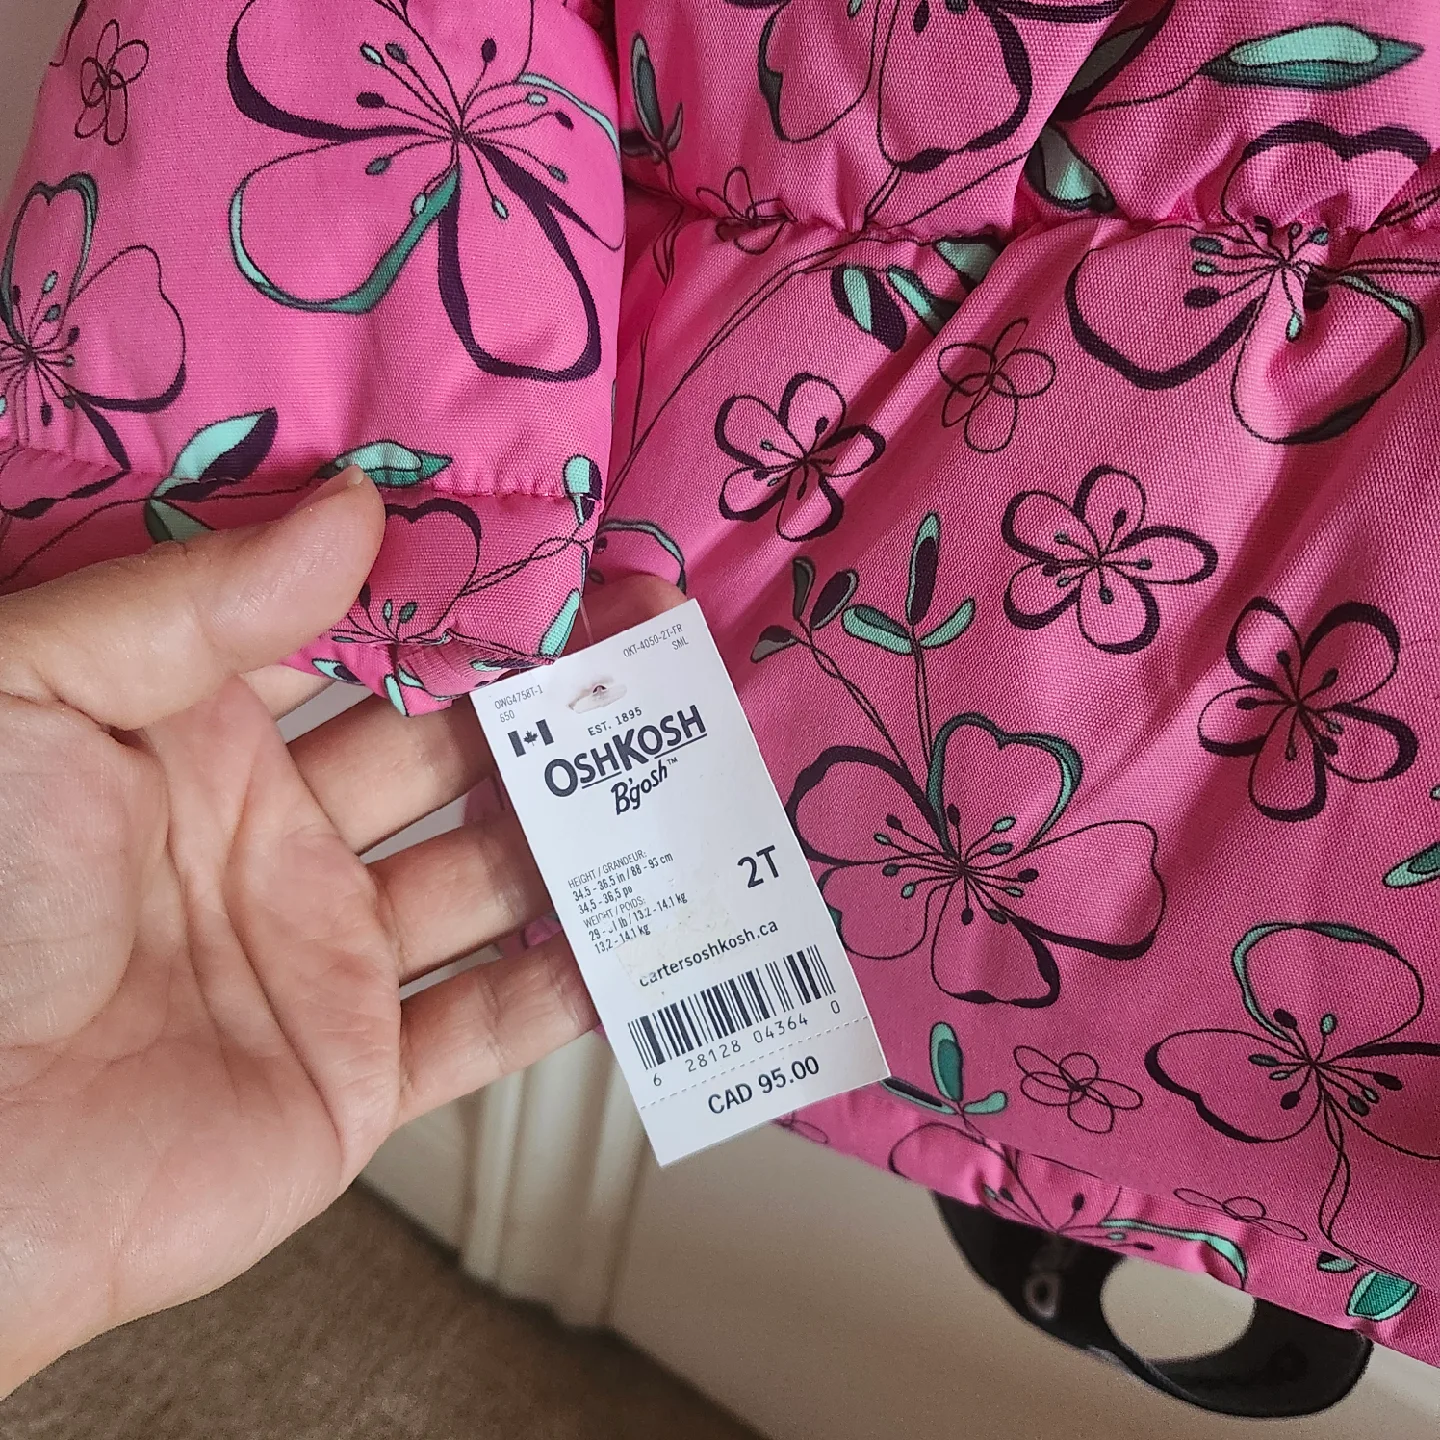 OKT-4050-2T-FR
SML
650
EST. 1895
OSHKOSH
B'gosh™
HEIGHT / GRANDEUR:
34.5 - 36.5 in / 88 - 93 cm
34,5 - 36,5 po
WEIGHT / POIDS:
29 - lb / 13.2 - 14.1 kg
13,2 - 14,1 kg
2T
cartersoshkosh.ca
6 28128 04364 0
CAD 95.00